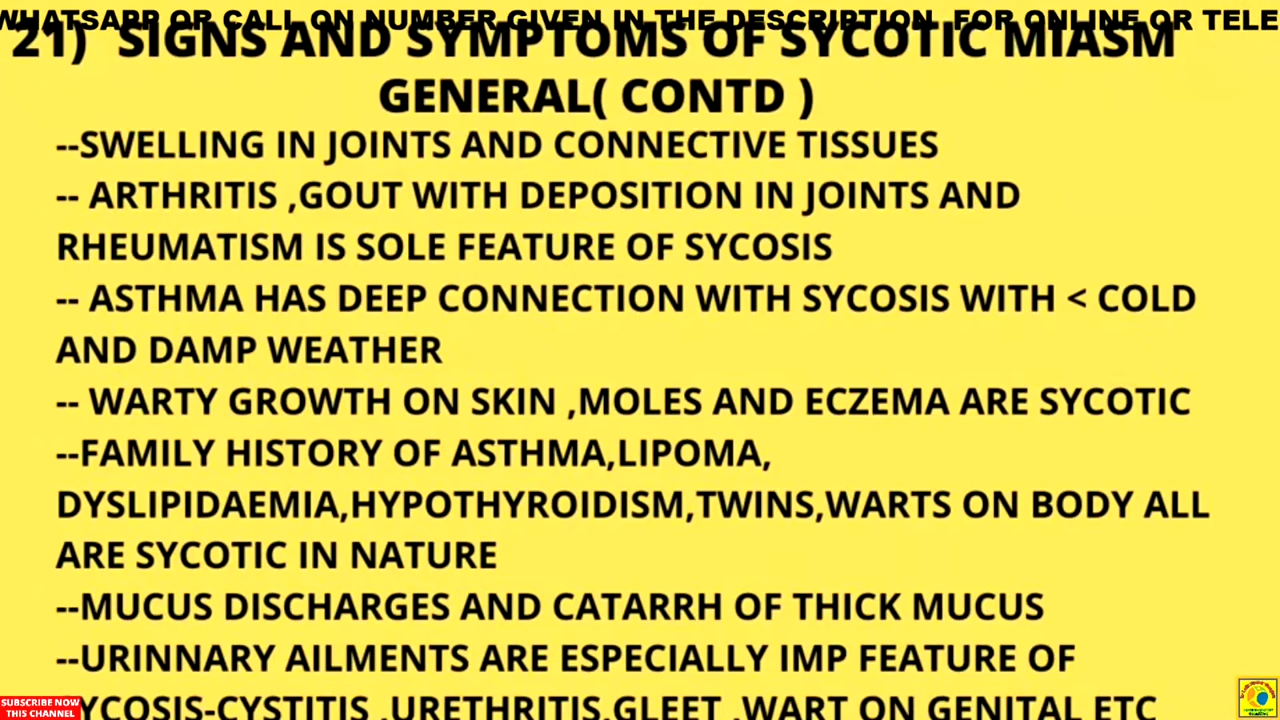 WHATSAPP OR CALL ON NUMBER GIVEN IN THE DESCRIPTION FOR ONLINE OR TELE
21) SIGNS AND SYMPTOMS OF SYCOTIC MIASM
GENERAL( CONTD )
--SWELLING IN JOINTS AND CONNECTIVE TISSUES
-- ARTHRITIS ,GOUT WITH DEPOSITION IN JOINTS AND
RHEUMATISM IS SOLE FEATURE OF SYCOSIS
-- ASTHMA HAS DEEP CONNECTION WITH SYCOSIS WITH < COLD
AND DAMP WEATHER
-- WARTY GROWTH ON SKIN ,MOLES AND ECZEMA ARE SYCOTIC
--FAMILY HISTORY OF ASTHMA,LIPOMA,
DYSLIPIDAEMIA,HYPOTHYROIDISM,TWINS,WARTS ON BODY ALL
ARE SYCOTIC IN NATURE
--MUCUS DISCHARGES AND CATARRH OF THICK MUCUS
--URINNARY AILMENTS ARE ESPECIALLY IMP FEATURE OF
YCOSIS-CYSTITIS ,URETHRITIS,GLEET ,WART ON GENITAL ETC
SUBSCRIBE NOW
THIS CHANNEL